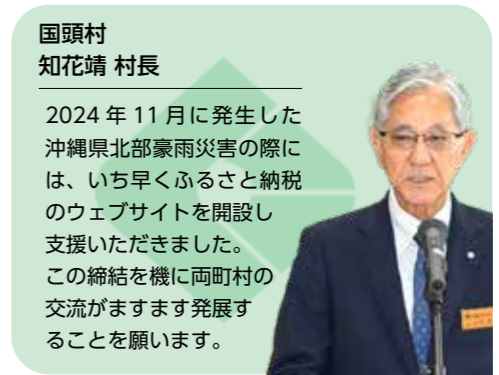 国頭村
知花靖 村長
2024 年 11 月に発生した
沖縄県北部豪雨災害の際に
は、いち早くふるさと納税
のウェブサイトを開設し
支援いただきました。
この締結を機に両町村の
交流がますます発展す
ることを願います。